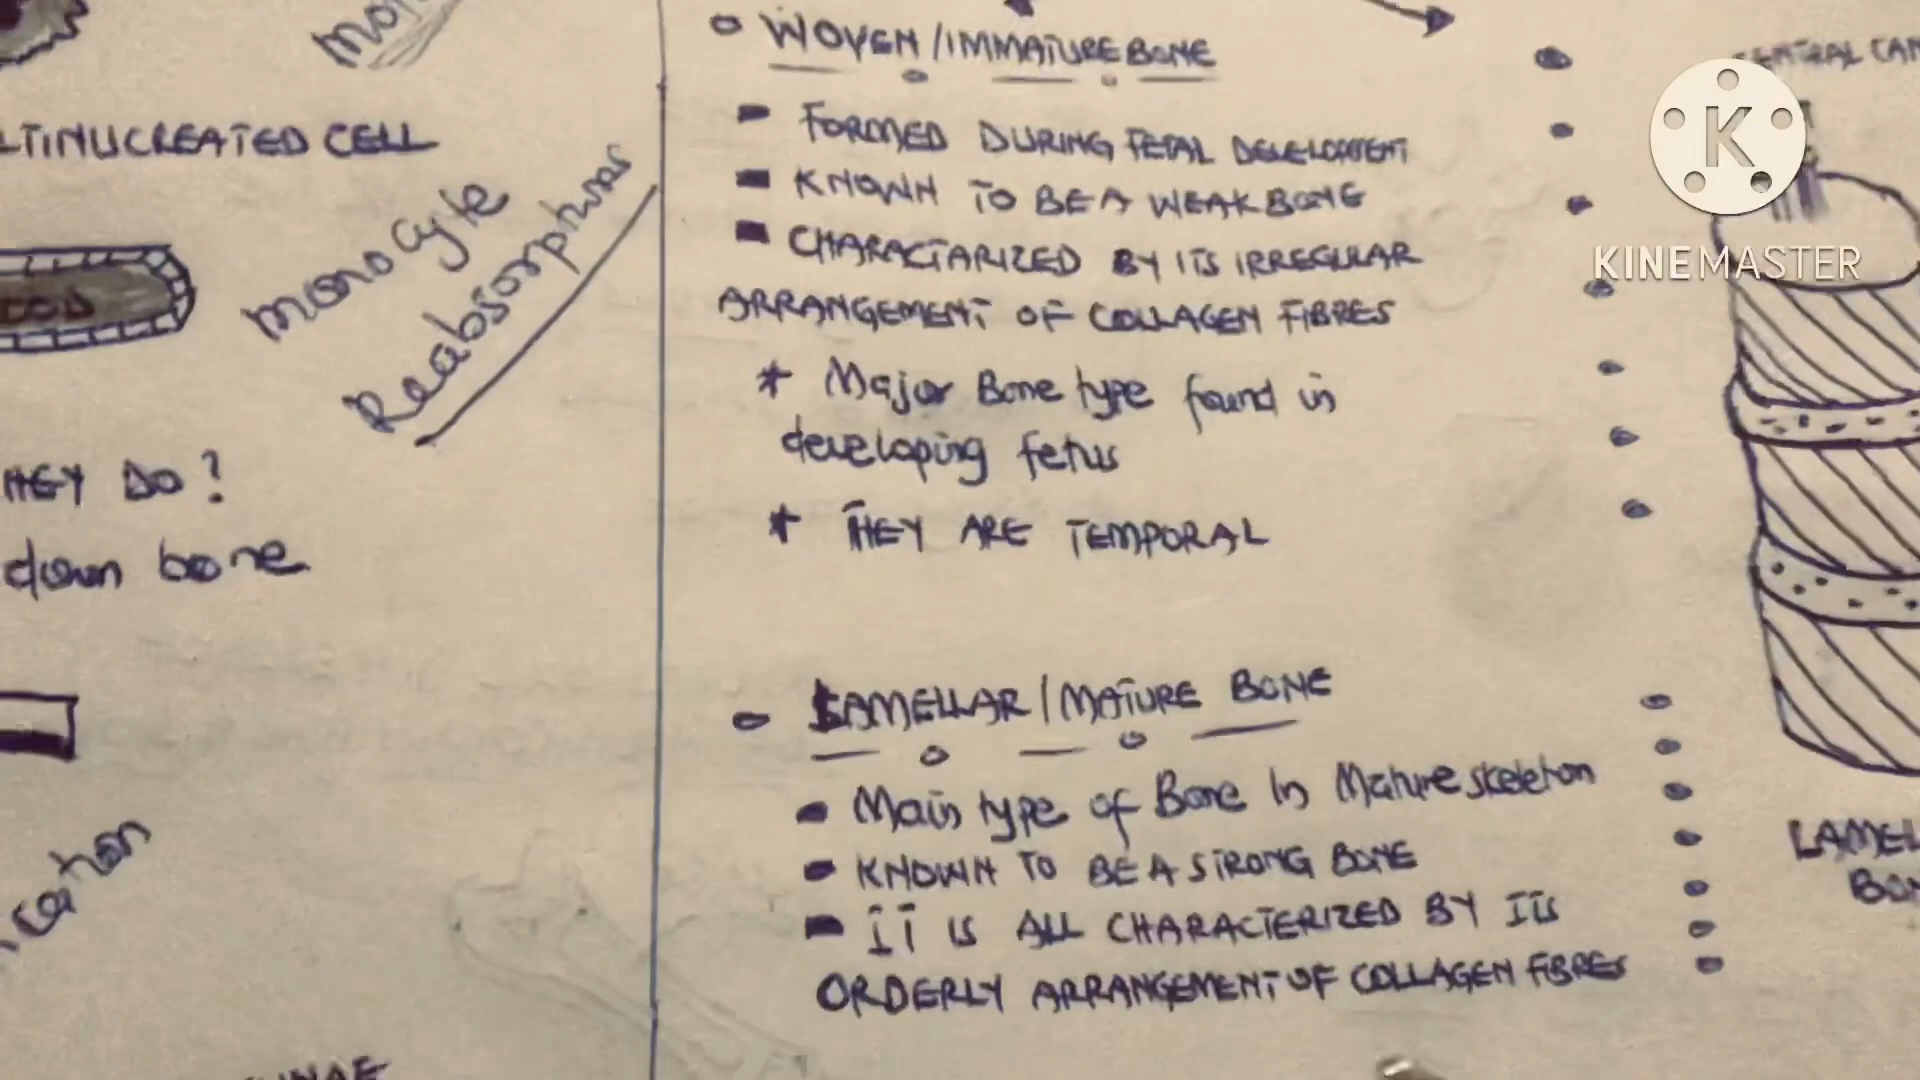 LTINUCREATED CELL
monocyte
Reabsorption
HEY DO?
down bone
WOVEN/IMMATURE BONE
FORMED DURING FETAL DEVELOPMENT
KNOWN TO BE A WEAK BONE
CHARACTARIZED BY ITS IRREGULAR
ARRANGEMENT OF COLLAGEN FIBRES
* Major Bone type found in
developing fetus
* THEY ARE TEMPORAL
LAMELLAR/MATURE BONE
Main type of Bone In Mature skeleton
KNOWN TO BE A STRONG BONE
IT IS ALL CHARACTERIZED BY ITS
ORDERLY ARRANGEMENT OF COLLAGEN FIBRES
K
KINEMASTER
LAMEL
BON